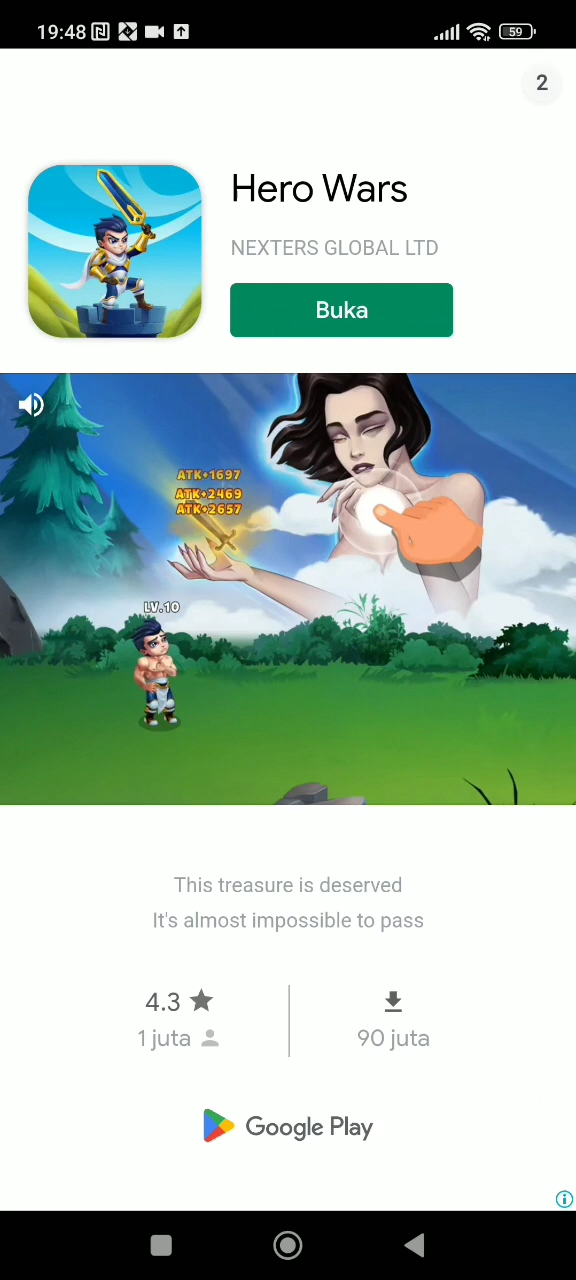 19:48
59
2
Hero Wars
NEXTERS GLOBAL LTD
Buka
ATK+1697
ATK+2469
ATK+2657
LV.10
This treasure is deserved
It's almost impossible to pass
4.3
1 juta
90 juta
Google Play